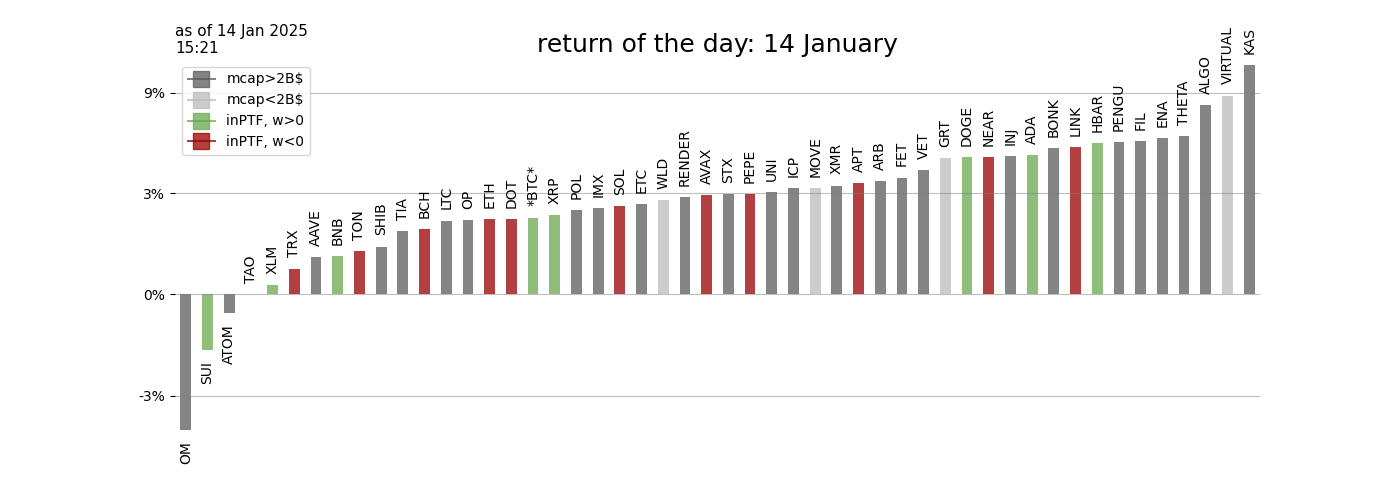 as of 14 Jan 2025
15:21
return of the day: 14 January
mcap>2B$
mcap<2B$
inPTF, w>0
inPTF, w<0
9%
3%
0%
-3%
OM
SUI
ATOM
TAO
XLM
TRX
AAVE
BNB
TON
SHIB
TIA
BCH
LTC
OP
ETH
DOT
*BTC*
XRP
POL
IMX
SOL
ETC
WLD
RENDER
AVAX
STX
PEPE
UNI
ICP
MOVE
XMR
APT
ARB
FET
VET
GRT
DOGE
NEAR
INJ
ADA
BONK
LINK
HBAR
PENGU
FIL
ENA
THETA
ALGO
VIRTUAL
KAS